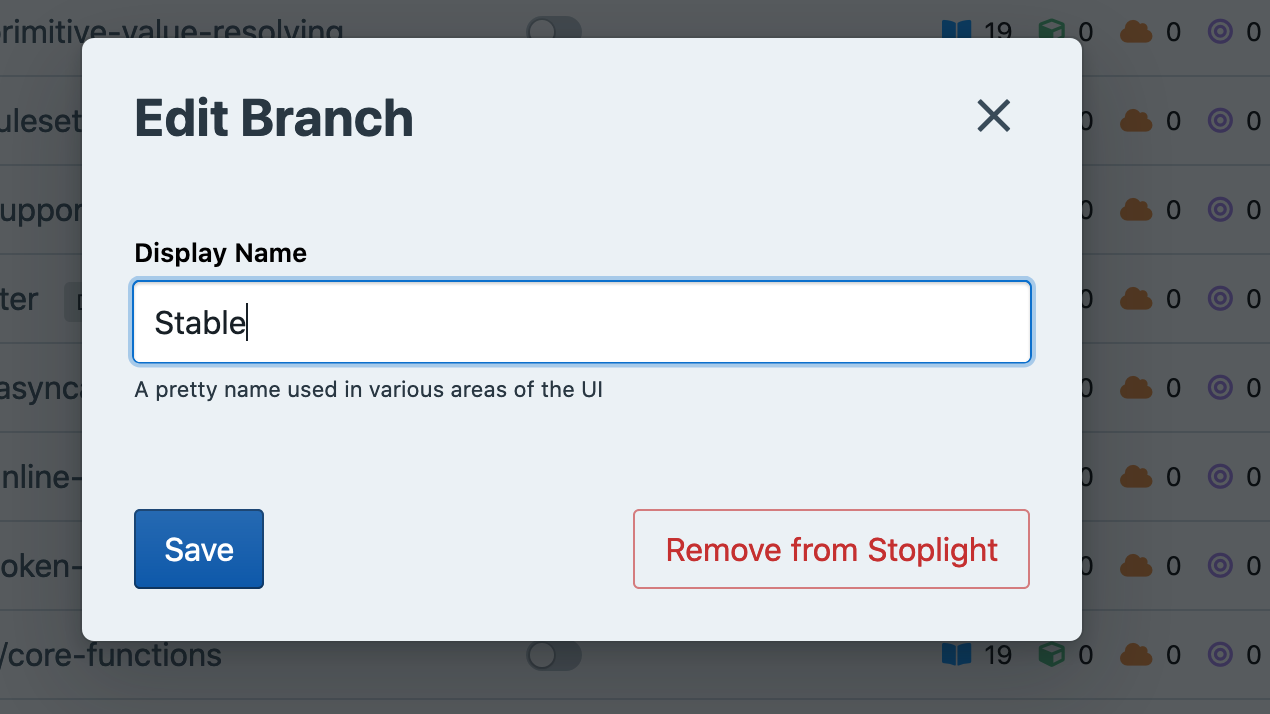 primitive-value-resolving 19 0 0 0
Edit Branch
uleset 0 0 0
Display Name
uppor 0 0 0
ter 0 0 0
Stable
A pretty name used in various areas of the UI
async 0 0 0
nline- 0 0 0
Save
Remove from Stoplight
oken- 0 0 0
/core-functions 19 0 0 0